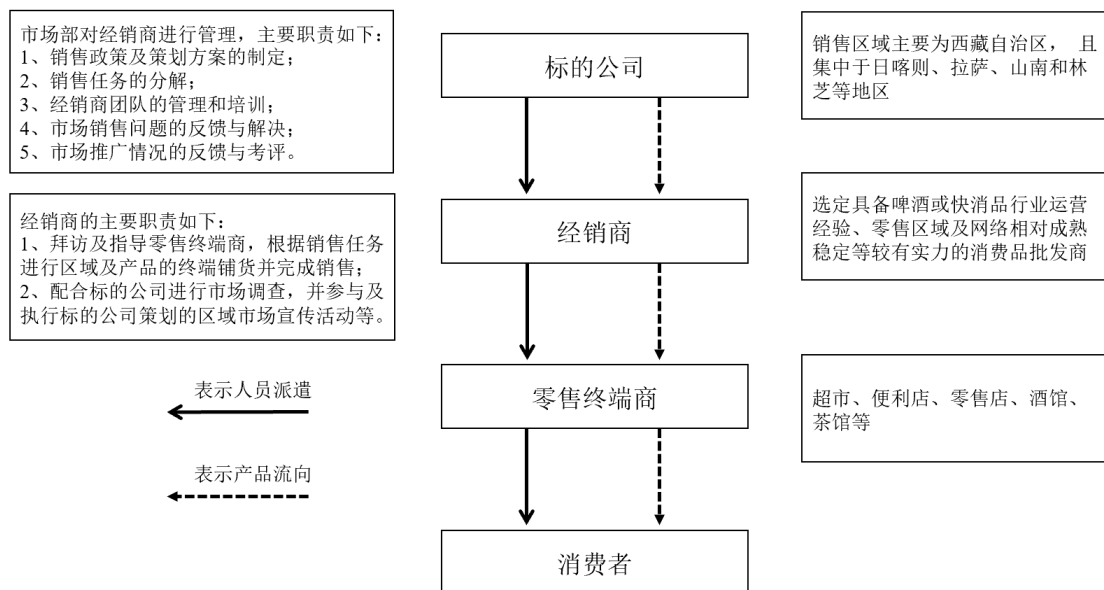 市场部对经销商进行管理，主要职责如下：
1、销售政策及策划方案的制定；
2、销售任务的分解；
3、经销商团队的管理和培训；
4、市场销售问题的反馈与解决；
5、市场推广情况的反馈与考评。
标的公司
销售区域主要为西藏自治区， 且
集中于日喀则、拉萨、山南和林
芝等地区
经销商的主要职责如下：
1、拜访及指导零售终端商，根据销售任务
进行区域及产品的终端铺货并完成销售；
2、配合标的公司进行市场调查，并参与及
执行标的公司策划的区域市场宣传活动等。
经销商
选定具备啤酒或快消品行业运营
经验、零售区域及网络相对成熟
稳定等较有实力的消费品批发商
表示人员派遣
零售终端商
超市、便利店、零售店、酒馆、
茶馆等
表示产品流向
消费者